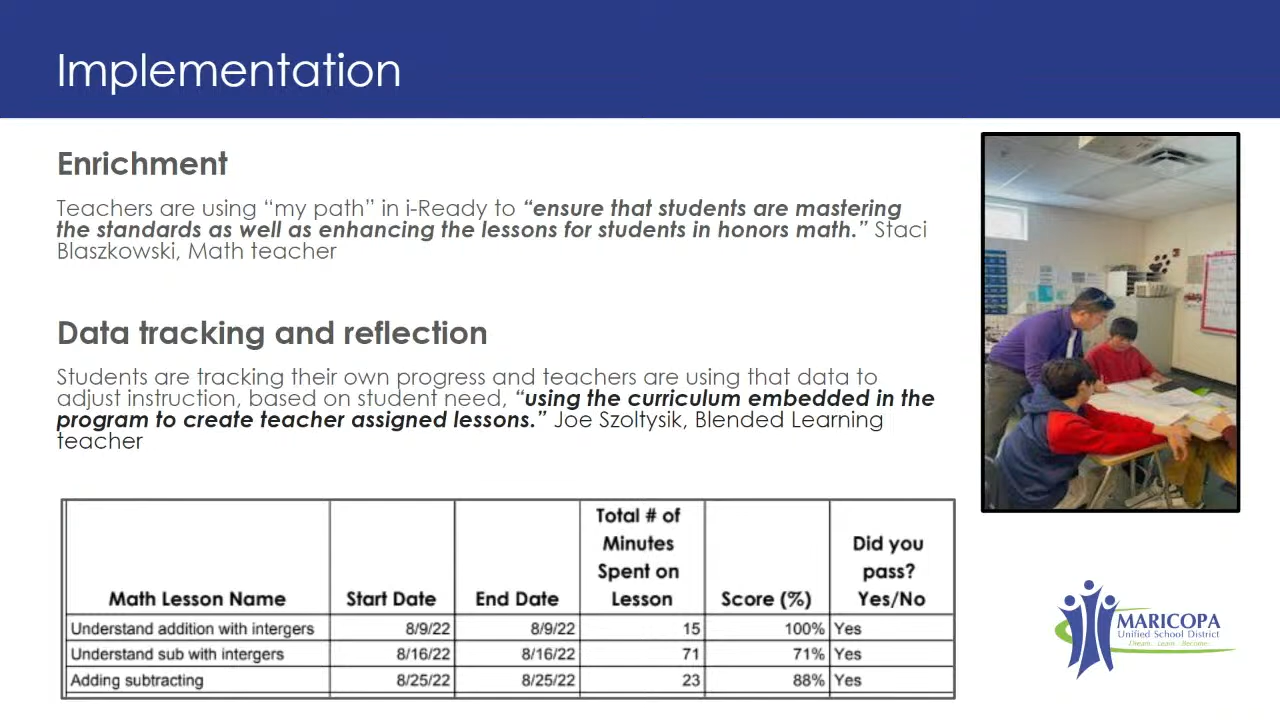 Implementation
Enrichment
Teachers are using “my path” in i-Ready to “ensure that students are mastering
the standards as well as enhancing the lessons for students in honors math.” Staci
Blaszkowski, Math teacher
Data tracking and reflection
Students are tracking their own progress and teachers are using that data to
adjust instruction, based on student need, “using the curriculum embedded in the
program to create teacher assigned lessons.” Joe Szoltysik, Blended Learning
teacher
Math Lesson Name Start Date End Date Total # of Minutes Spent on Lesson Score (%) Did you pass? Yes/No
Understand addition with intergers 8/9/22 8/9/22 15 100% Yes
Understand sub with intergers 8/16/22 8/16/22 71 71% Yes
Adding subtracting 8/25/22 8/25/22 23 88% Yes
MARICOPA
Unified School District
Dream... Learn... Become...